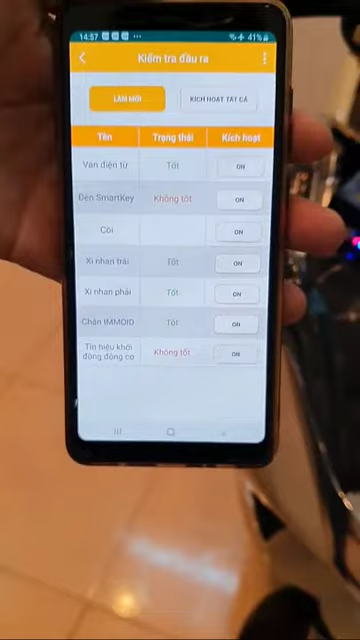 14:57
41%
Kiểm tra đầu ra
LÀM MỚI
KÍCH HOẠT TẤT CẢ
Tên Trạng thái Kích hoạt
Van điện từ Tốt ON
Đèn SmartKey Không tốt ON
Còi ON
Xi nhan trái Tốt ON
Xi nhan phải Tốt ON
Chân IMMOID Tốt ON
Tín hiệu khởi
động động cơ Không tốt ON